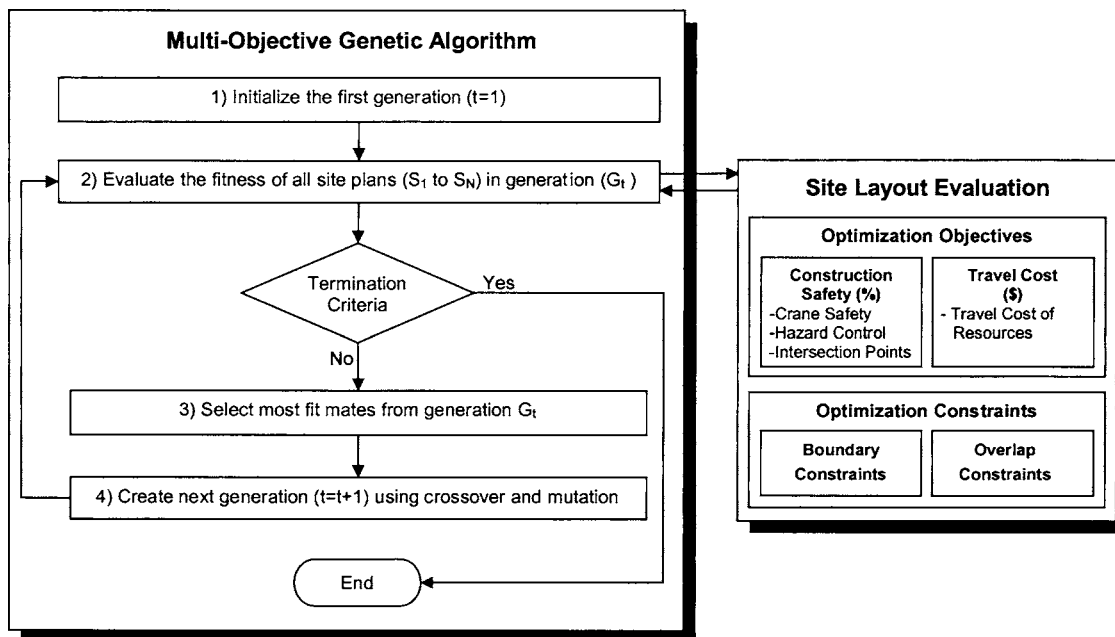 Multi-Objective Genetic Algorithm
1) Initialize the first generation (t=1)
2) Evaluate the fitness of all site plans (S1 to SN) in generation (Gt )
Termination
Criteria
Yes
No
3) Select most fit mates from generation Gt
4) Create next generation (t=t+1) using crossover and mutation
End
Site Layout Evaluation
Optimization Objectives
Construction
Safety (%)
-Crane Safety
-Hazard Control
-Intersection Points
Travel Cost
($)
- Travel Cost of
Resources
Optimization Constraints
Boundary
Constraints
Overlap
Constraints